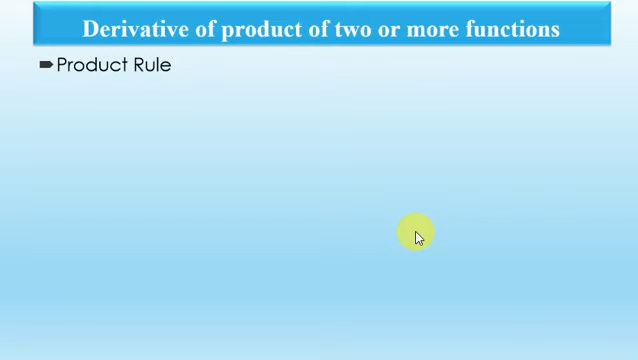 Derivative of product of two or more functions
Product Rule